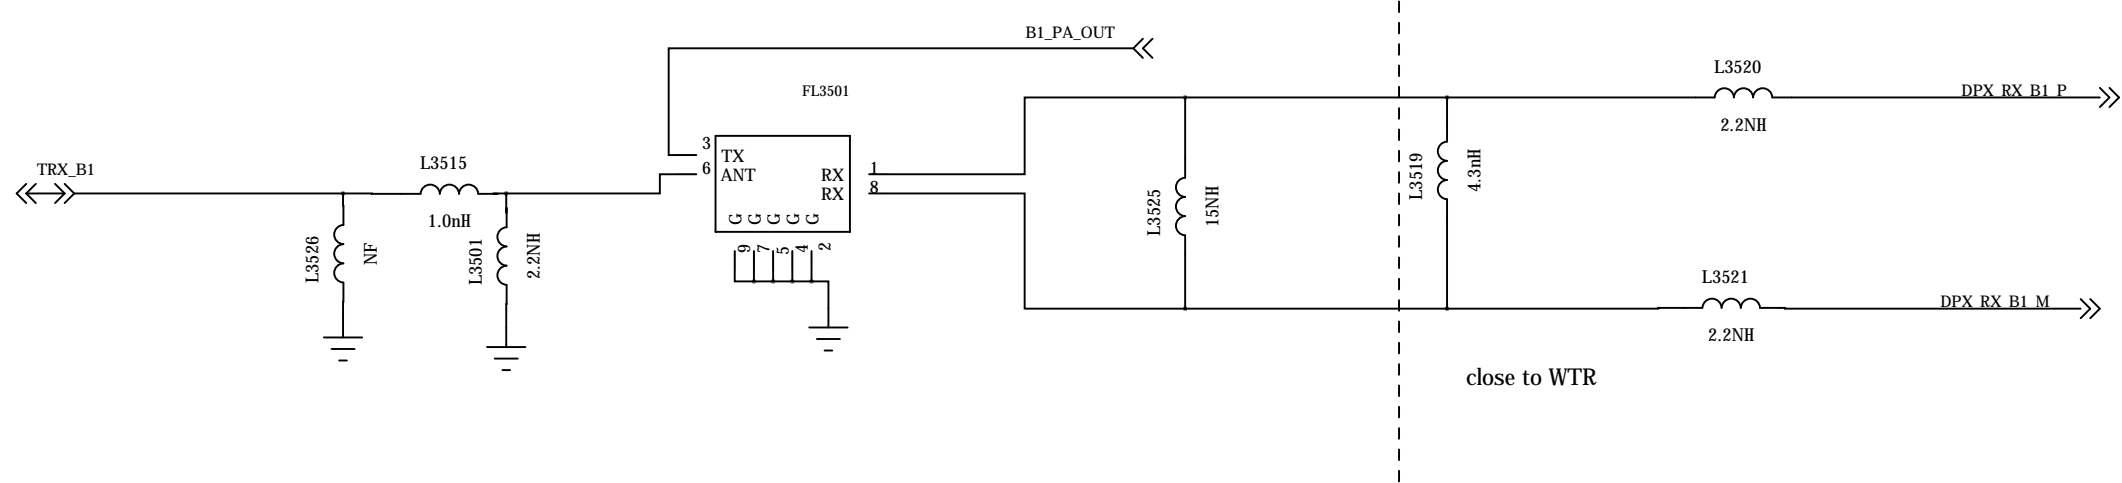 B1_PA_OUT
FL3501
L3520
DPX_RX_B1_P
2.2NH
TRX_B1
L3515
1.0nH
L3526
NF
L3501
2.2NH
3
TX
6
ANT
RX
1
RX
8
G G G G G
9 7 5 4 2
L3525
15NH
L3519
4.3nH
L3521
DPX_RX_B1_M
2.2NH
close to WTR